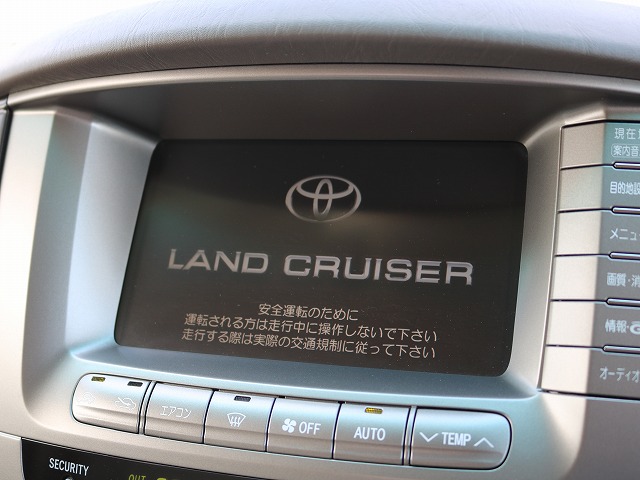 LAND CRUISER
安全運転のために
運転される方は走行中に操作しないで下さい
走行する際は実際の交通規制に従って下さい
現在
(案内音
目的地設
メニュー
画質・消
情報・G
オーディオ
エアコン
OFF
AUTO
TEMP
SECURITY
OUT